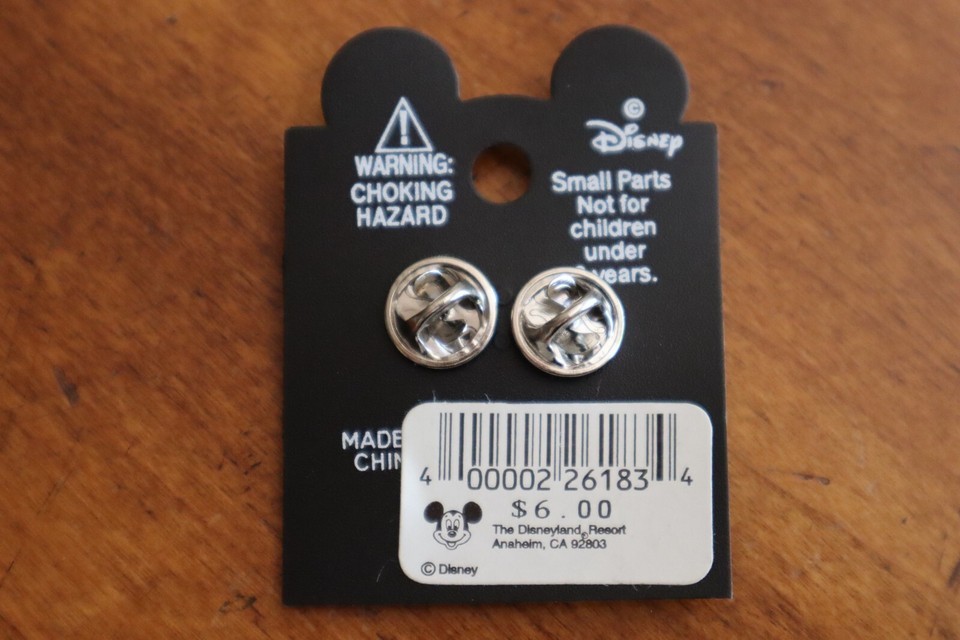 WARNING:
CHOKING
HAZARD
©
Disney
Small Parts
Not for
children
under
years.
MADE
CHIN
4 00002 26183 4
$6.00
The Disneyland® Resort
Anaheim, CA 92803
© Disney